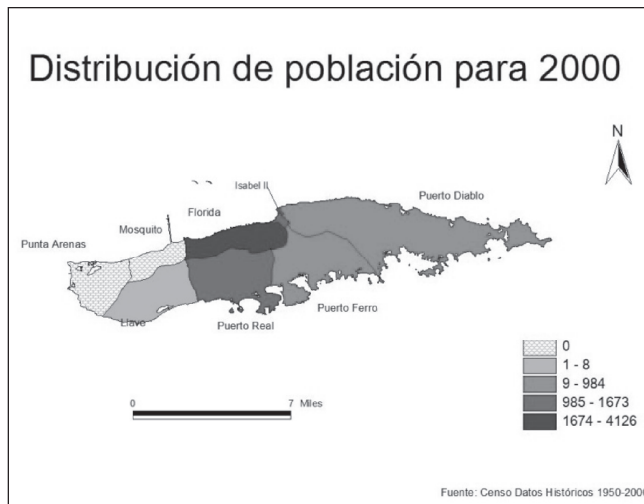 Distribución de población para 2000
N
Isabel II
Puerto Diablo
Florida
Mosquito
Punta Arenas
Llave
Puerto Real
Puerto Ferro
0
1 - 8
9 - 984
985 - 1673
1674 - 4126
0 7 Miles
Fuente: Censo Datos Históricos 1950-200